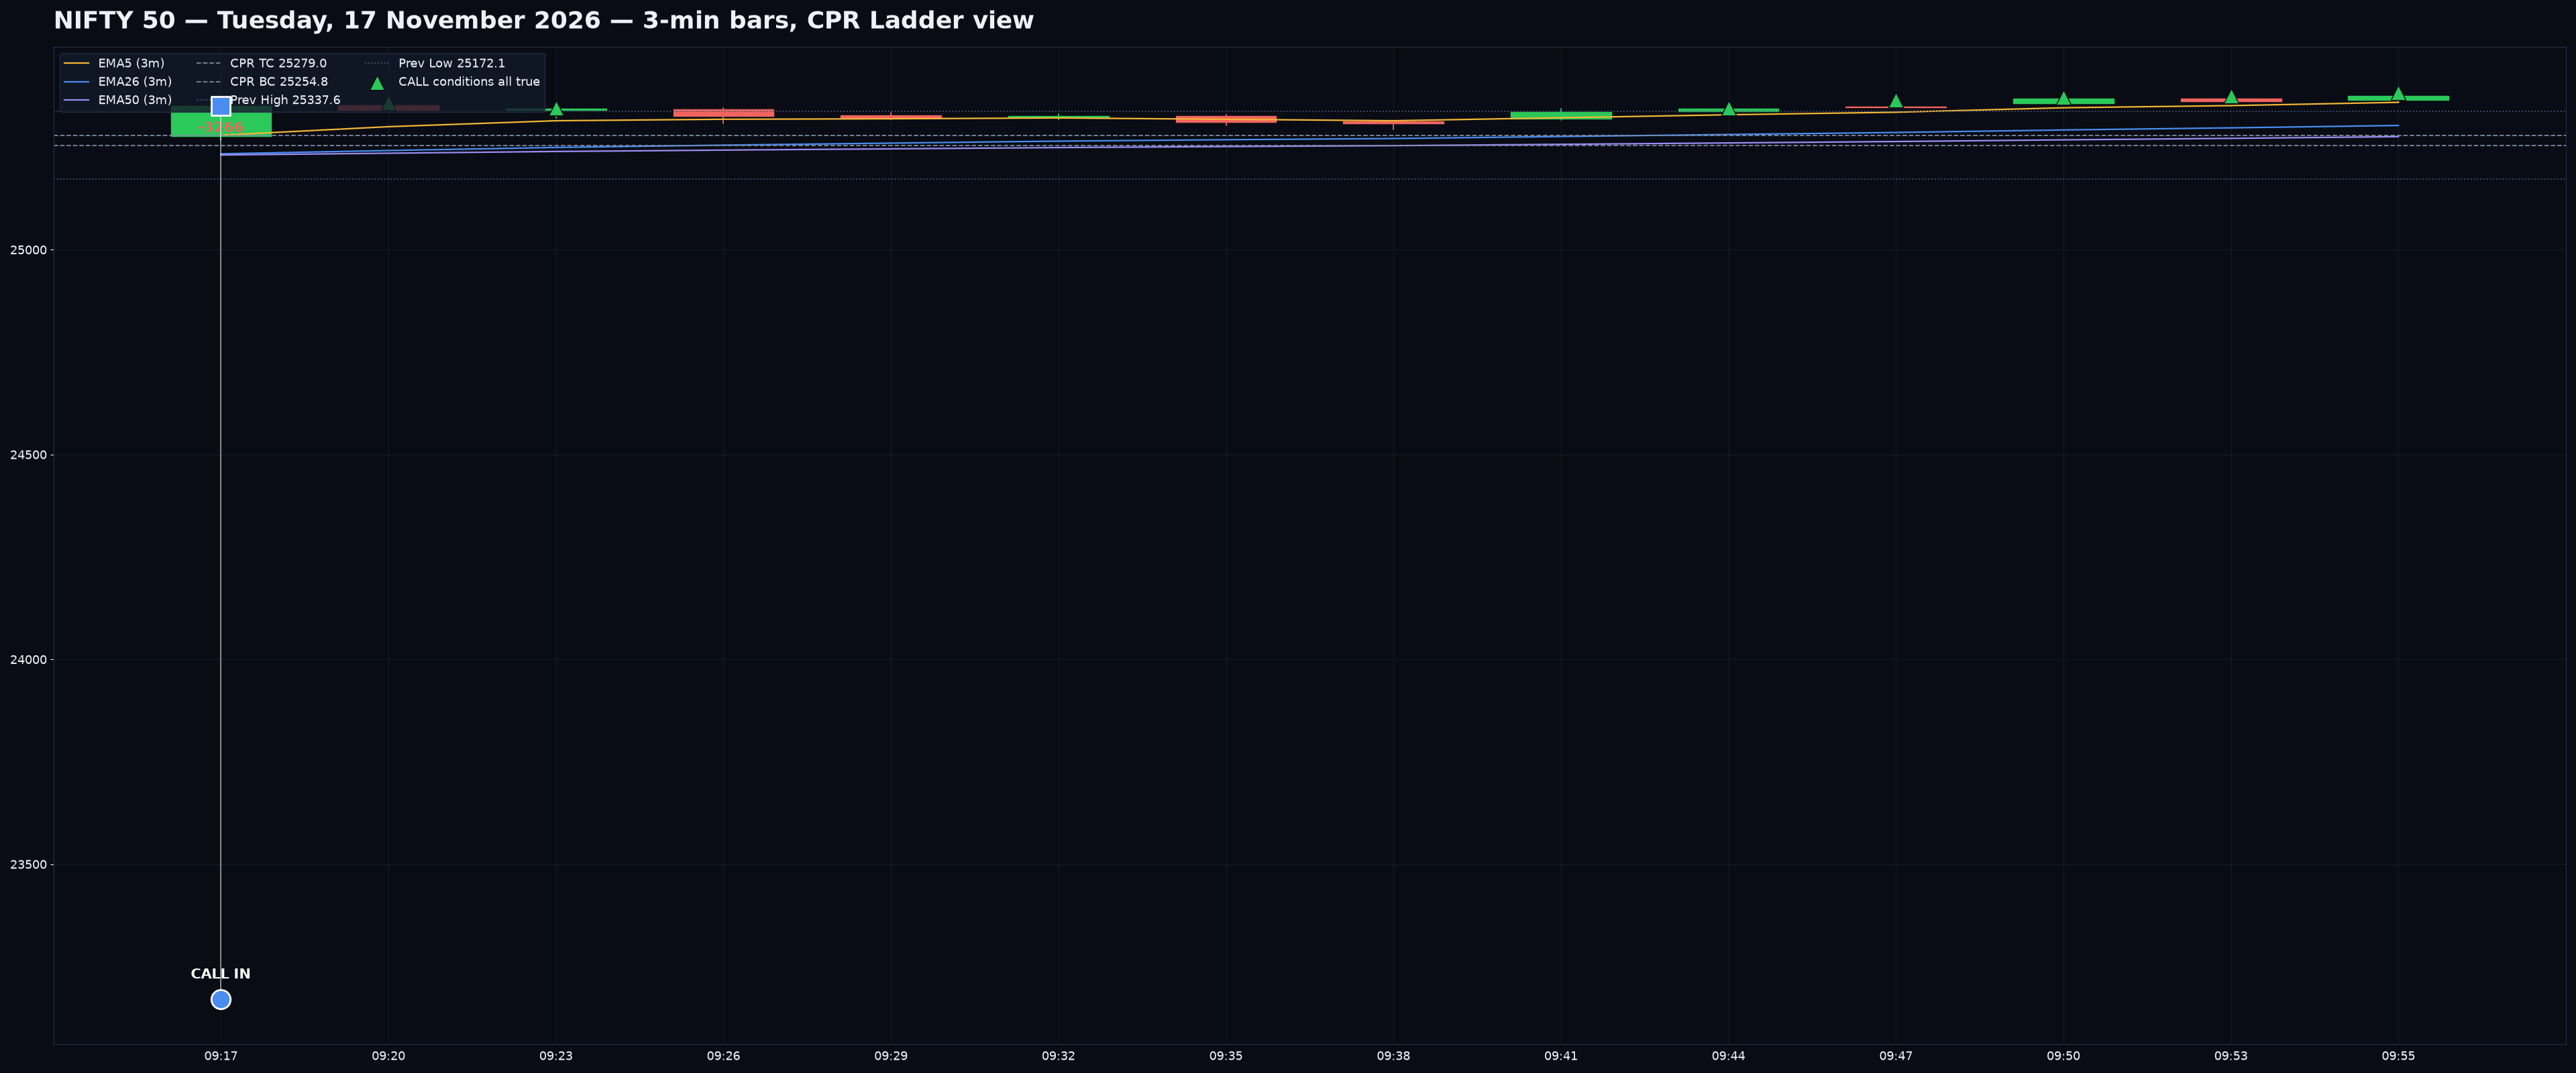 NIFTY 50 — Tuesday, 17 November 2026 — 3-min bars, CPR Ladder view
EMA5 (3m)
EMA26 (3m)
EMA50 (3m)
CPR TC 25279.0
CPR BC 25254.8
Prev High 25337.6
Prev Low 25172.1
CALL conditions all true
-3266
25000
24500
24000
23500
CALL IN
09:17 09:20 09:23 09:26 09:29 09:32 09:35 09:38 09:41 09:44 09:47 09:50 09:53 09:55